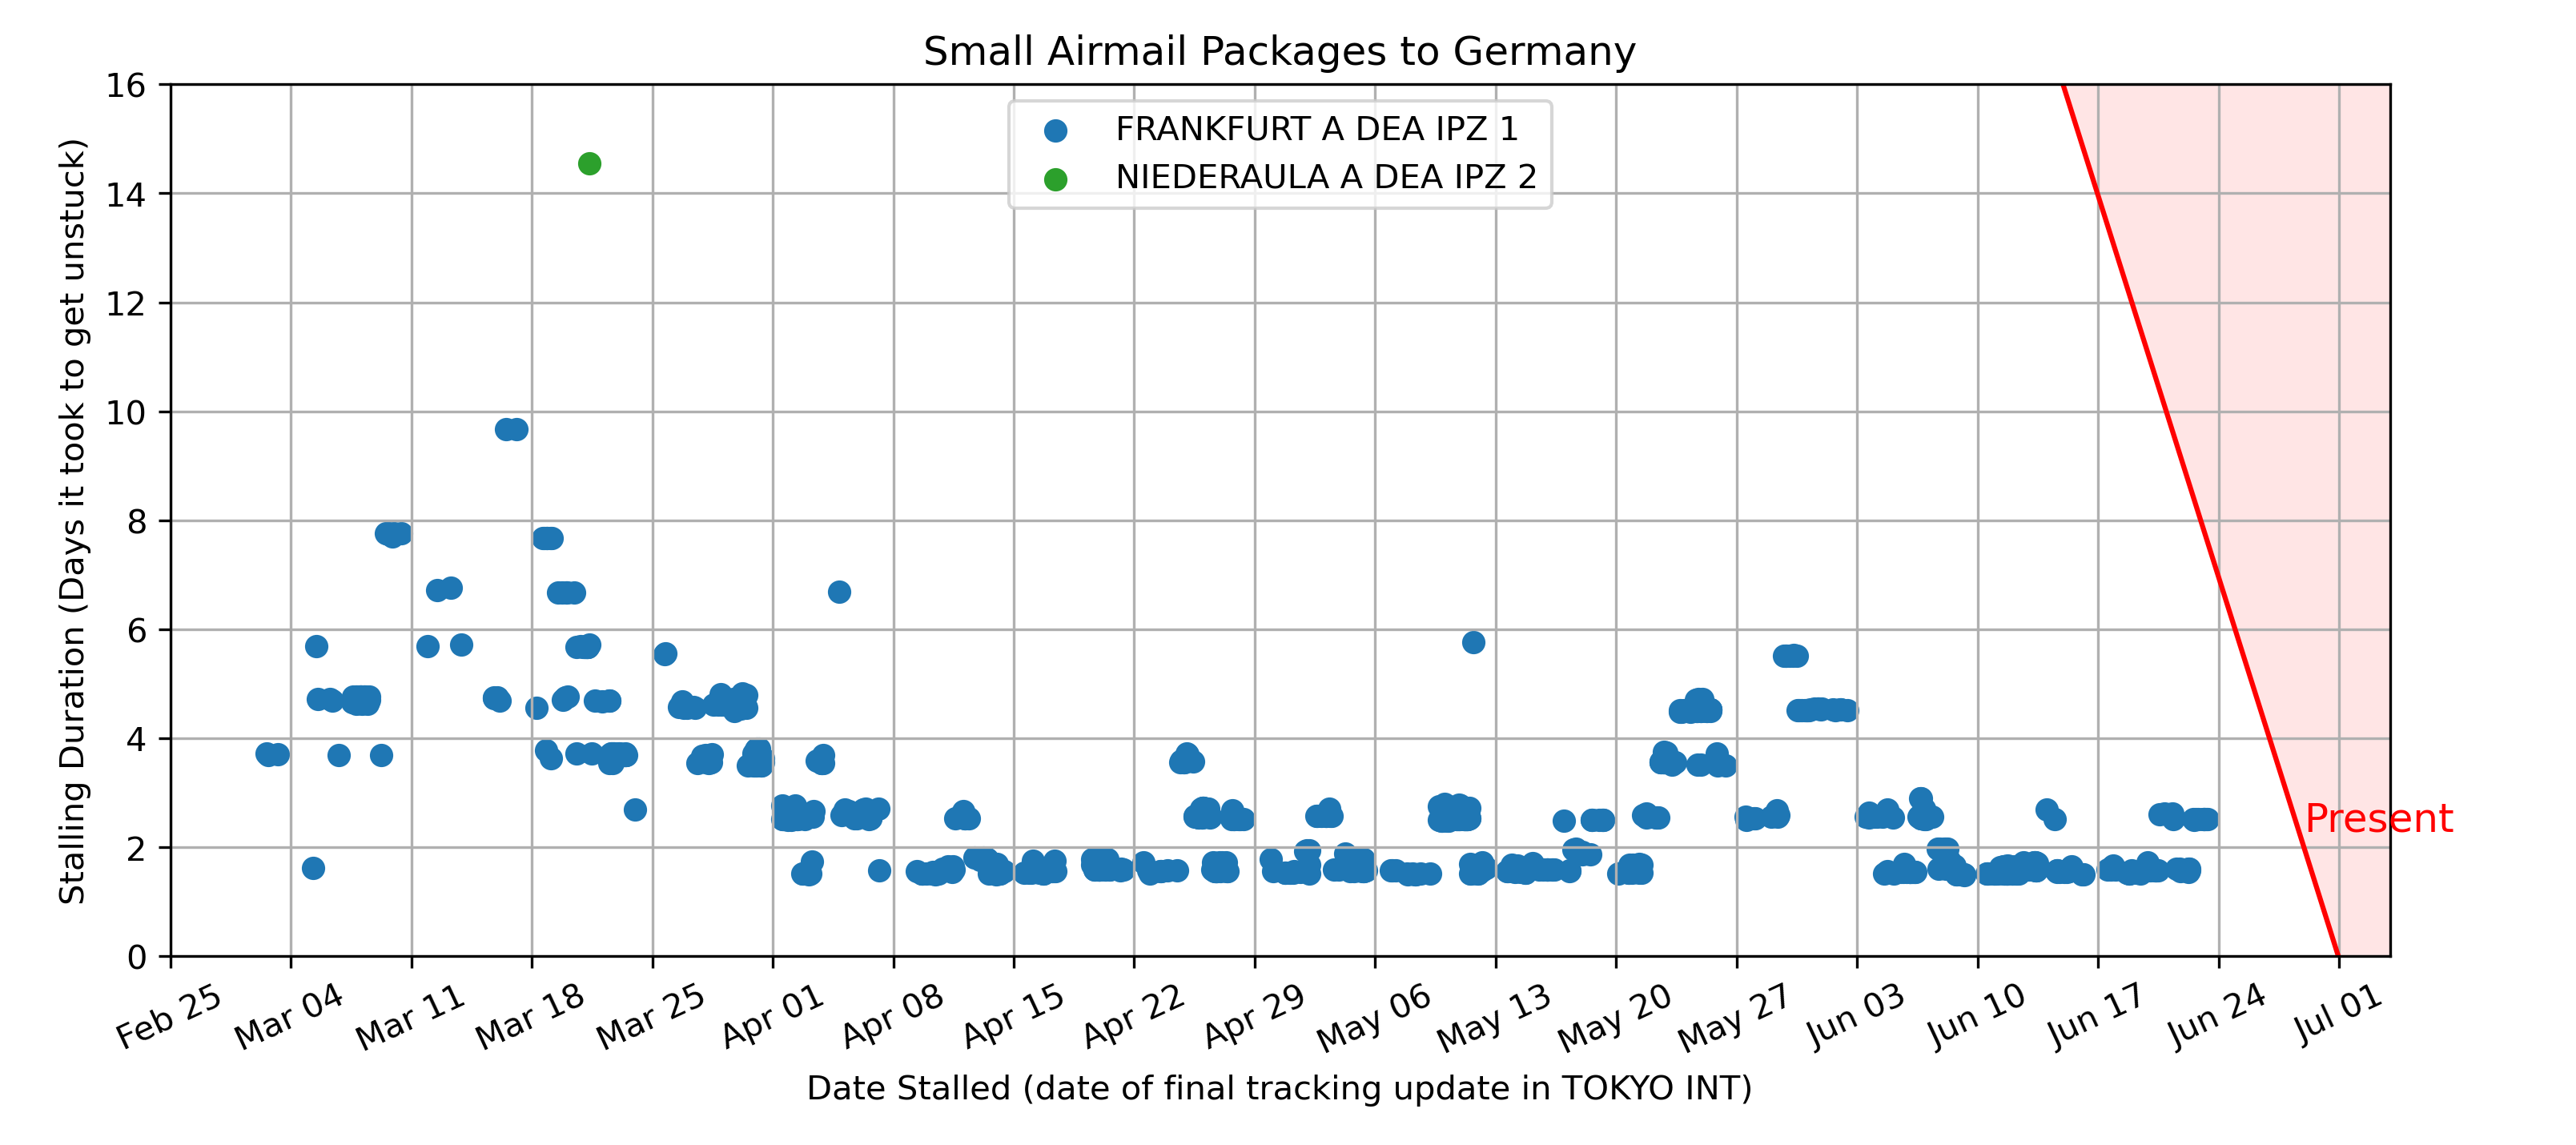 Small Airmail Packages to Germany
FRANKFURT A DEA IPZ 1
NIEDERAULA A DEA IPZ 2
Stalling Duration (Days it took to get unstuck)
16
14
12
10
8
6
4
2
0
Present
Feb 25
Mar 04
Mar 11
Mar 18
Mar 25
Apr 01
Apr 08
Apr 15
Apr 22
Apr 29
May 06
May 13
May 20
May 27
Jun 03
Jun 10
Jun 17
Jun 24
Jul 01
Date Stalled (date of final tracking update in TOKYO INT)